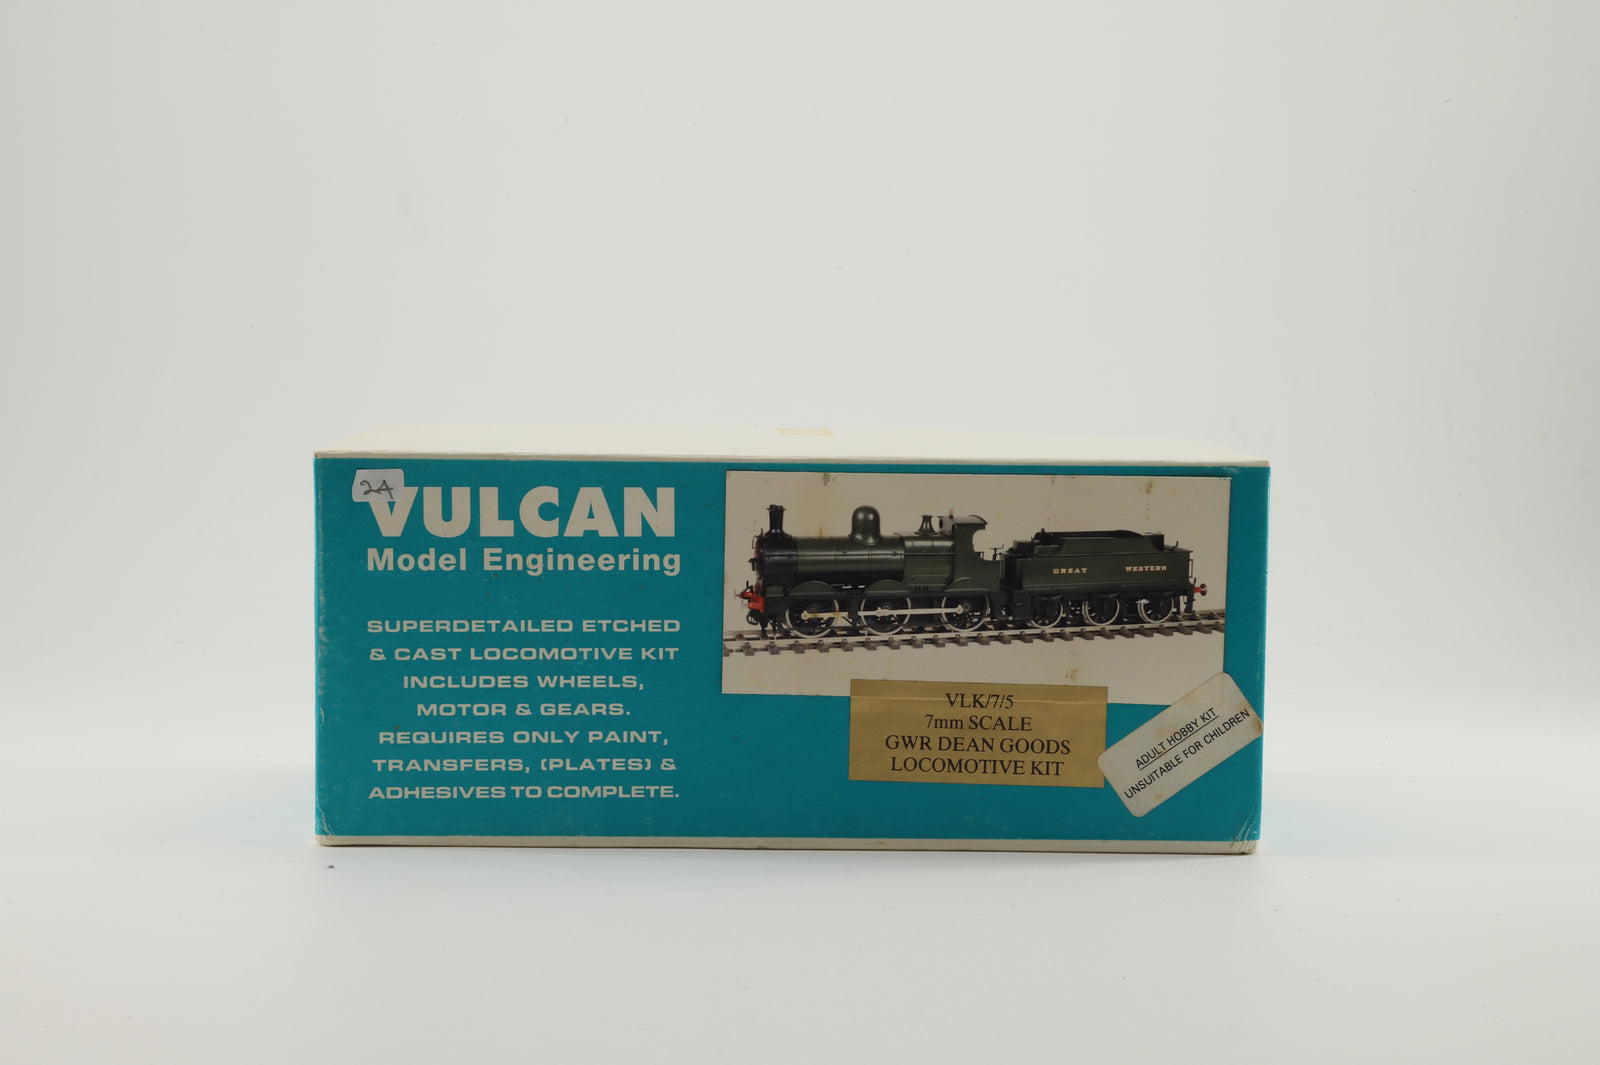 24
VULCAN
Model Engineering
SUPERDETAILED ETCHED
& CAST LOCOMOTIVE KIT
INCLUDES WHEELS,
MOTOR & GEARS.
REQUIRES ONLY PAINT,
TRANSFERS, (PLATES) &
ADHESIVES TO COMPLETE.
GREAT WESTERN
VLK/7/5
7mm SCALE
GWR DEAN GOODS
LOCOMOTIVE KIT
ADULT HOBBY KIT
UNSUITABLE FOR CHILDREN